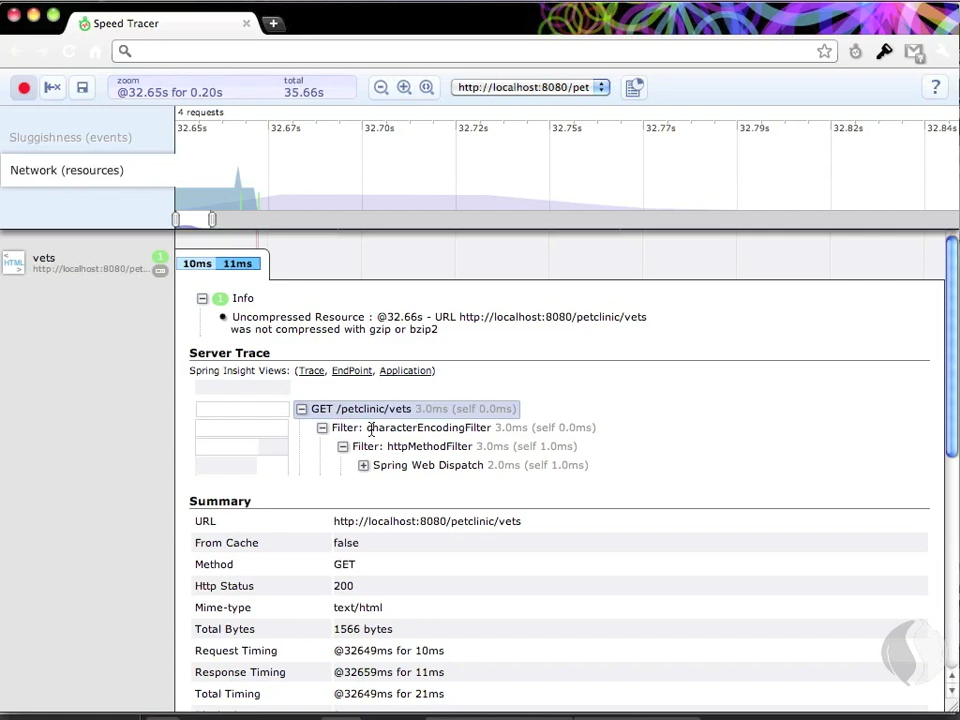 Speed Tracer
zoom
@32.65s for 0.20s
total
35.66s
http://localhost:8080/pet
?
4 requests
32.65s 32.67s 32.70s 32.72s 32.75s 32.77s 32.79s 32.82s 32.84s
Sluggishness (events)
Network (resources)
<HTML>
vets
http://localhost:8080/pet...
1
10ms 11ms
1 Info
Uncompressed Resource : @32.66s - URL http://localhost:8080/petclinic/vets
was not compressed with gzip or bzip2
Server Trace
Spring Insight Views: (Trace, EndPoint, Application)
GET /petclinic/vets 3.0ms (self 0.0ms)
Filter: characterEncodingFilter 3.0ms (self 0.0ms)
Filter: httpMethodFilter 3.0ms (self 1.0ms)
Spring Web Dispatch 2.0ms (self 1.0ms)
Summary
URL http://localhost:8080/petclinic/vets
From Cache false
Method GET
Http Status 200
Mime-type text/html
Total Bytes 1566 bytes
Request Timing @32649ms for 10ms
Response Timing @32659ms for 11ms
Total Timing @32649ms for 21ms